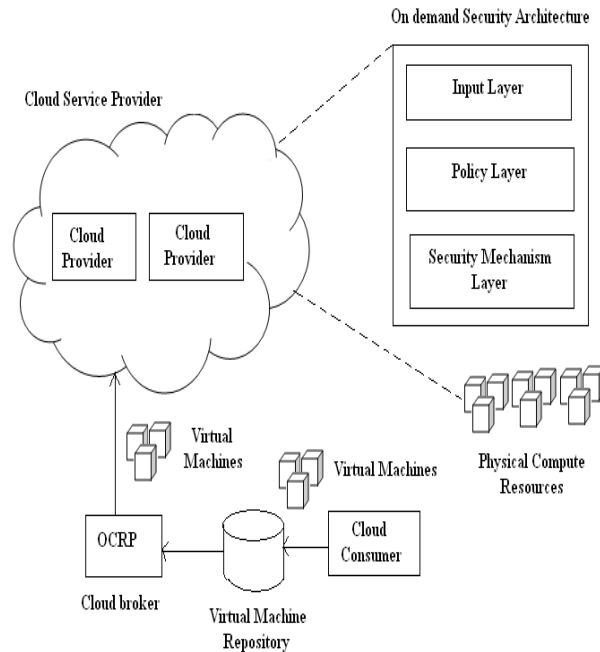 On demand Security Architecture
Input Layer
Policy Layer
Security Mechanism
Layer
Cloud Service Provider
Cloud
Provider
Cloud
Provider
Physical Compute
Resources
Virtual
Machines
Virtual Machines
OCRP
Cloud broker
Virtual Machine
Repository
Cloud
Consumer